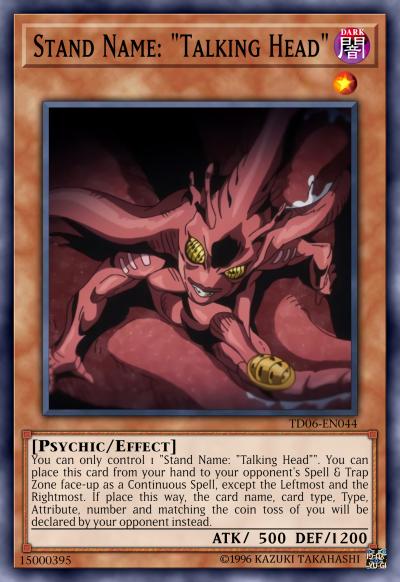 Stand Name: "Talking Head"
DARK
闇
TD06-EN044
[Psychic/Effect]
You can only control 1 "Stand Name: "Talking Head"". You can
place this card from your hand to your opponent's Spell & Trap
Zone face-up as a Continuous Spell, except the Leftmost and the
Rightmost. If place this way, the card name, card type, Type,
Attribute, number and matching the coin toss of you will be
declared by your opponent instead.
ATK/ 500 DEF/1200
15000395
©1996 KAZUKI TAKAHASHI